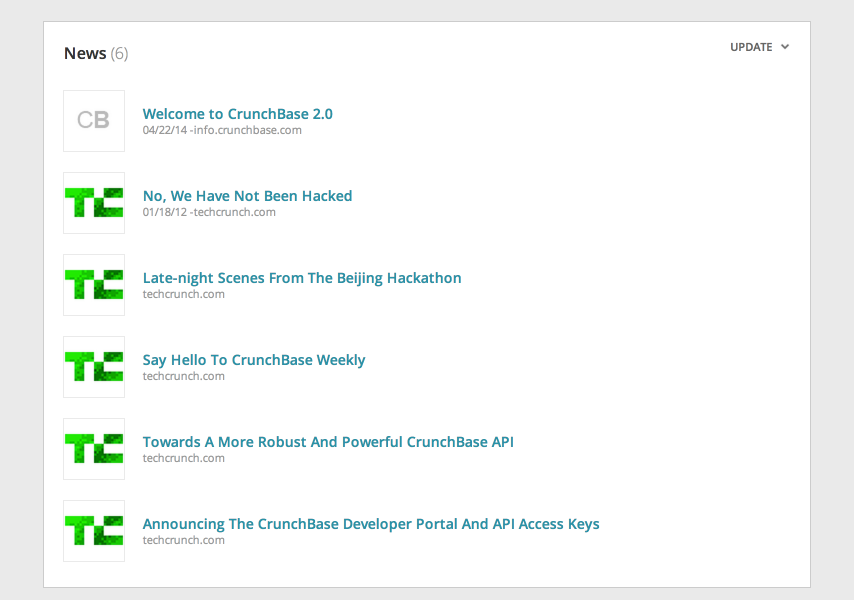 News (6)
UPDATE
CB
Welcome to CrunchBase 2.0
04/22/14 -info.crunchbase.com
TC
No, We Have Not Been Hacked
01/18/12 -techcrunch.com
TC
Late-night Scenes From The Beijing Hackathon
techcrunch.com
TC
Say Hello To CrunchBase Weekly
techcrunch.com
TC
Towards A More Robust And Powerful CrunchBase API
techcrunch.com
TC
Announcing The CrunchBase Developer Portal And API Access Keys
techcrunch.com